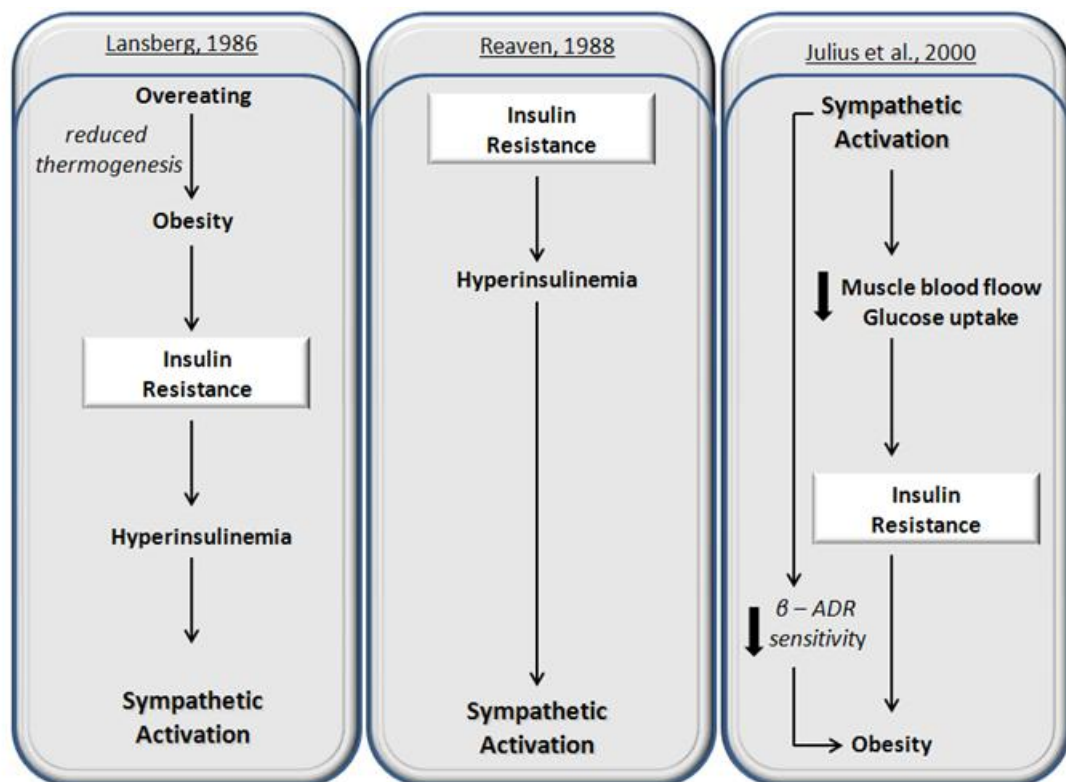 Lansberg, 1986
Overeating
reduced
thermogenesis
Obesity
Insulin
Resistance
Hyperinsulinemia
Sympathetic
Activation
Reaven, 1988
Insulin
Resistance
Hyperinsulinemia
Sympathetic
Activation
Julius et al., 2000
Sympathetic
Activation
Muscle blood floow
Glucose uptake
Insulin
Resistance
β – ADR
sensitivity
Obesity